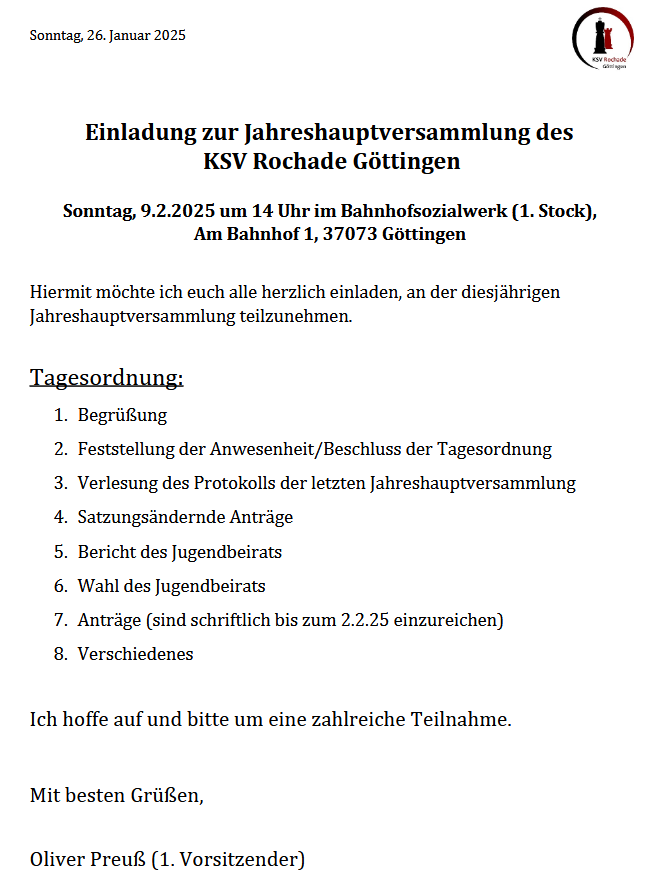 Sonntag, 26. Januar 2025
KSV Rochade
Göttingen
Einladung zur Jahreshauptversammlung des
KSV Rochade Göttingen
Sonntag, 9.2.2025 um 14 Uhr im Bahnhofsozialwerk (1. Stock),
Am Bahnhof 1, 37073 Göttingen
Hiermit möchte ich euch alle herzlich einladen, an der diesjährigen
Jahreshauptversammlung teilzunehmen.
Tagesordnung:
1. Begrüßung
2. Feststellung der Anwesenheit/Beschluss der Tagesordnung
3. Verlesung des Protokolls der letzten Jahreshauptversammlung
4. Satzungsändernde Anträge
5. Bericht des Jugendbeirats
6. Wahl des Jugendbeirats
7. Anträge (sind schriftlich bis zum 2.2.25 einzureichen)
8. Verschiedenes
Ich hoffe auf und bitte um eine zahlreiche Teilnahme.
Mit besten Grüßen,
Oliver Preuß (1. Vorsitzender)